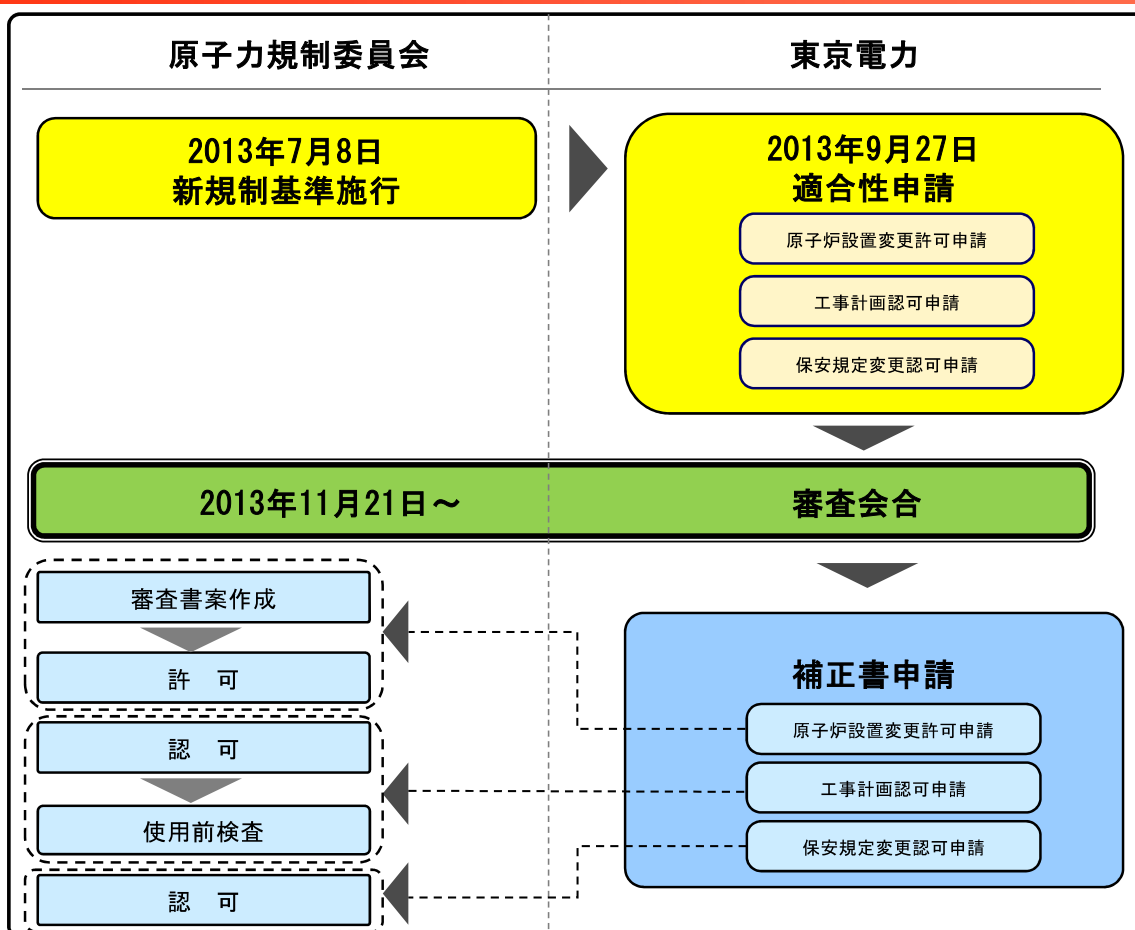 原子力規制委員会
東京電力
2013年7月8日
新規制基準施行
2013年9月27日
適合性申請
原子炉設置変更許可申請
工事計画認可申請
保安規定変更認可申請
2013年11月21日～
審査会合
審査書案作成
許　可
認　可
使用前検査
認　可
補正書申請
原子炉設置変更許可申請
工事計画認可申請
保安規定変更認可申請